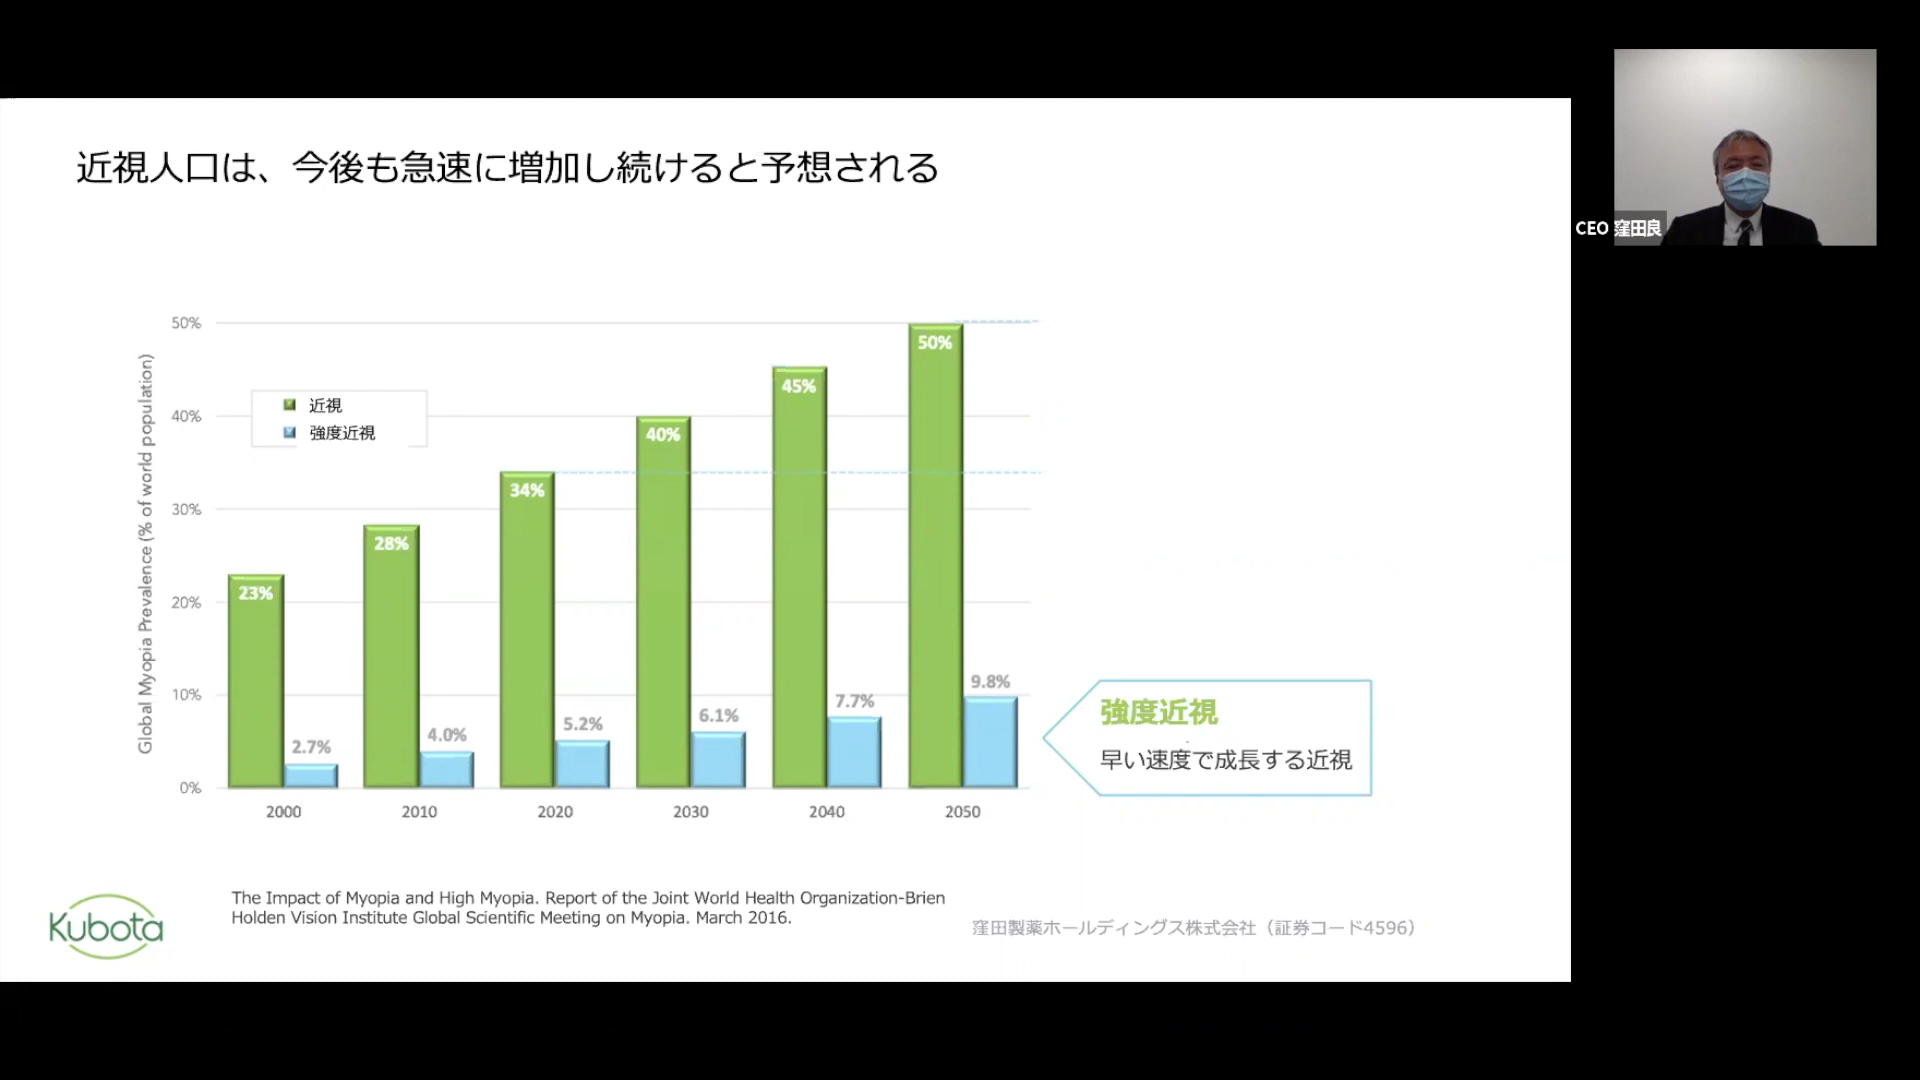 近視人口は、今後も急速に増加し続けると予想される
CEO 窪田良
Global Myopia Prevalence (% of world population)
50%
40%
30%
20%
10%
0%
近視
強度近視
23%
2.7%
28%
4.0%
34%
5.2%
40%
6.1%
45%
7.7%
50%
9.8%
2000
2010
2020
2030
2040
2050
強度近視
早い速度で成長する近視
Kubota
The Impact of Myopia and High Myopia. Report of the Joint World Health Organization-Brien
Holden Vision Institute Global Scientific Meeting on Myopia. March 2016.
窪田製薬ホールディングス株式会社（証券コード4596）